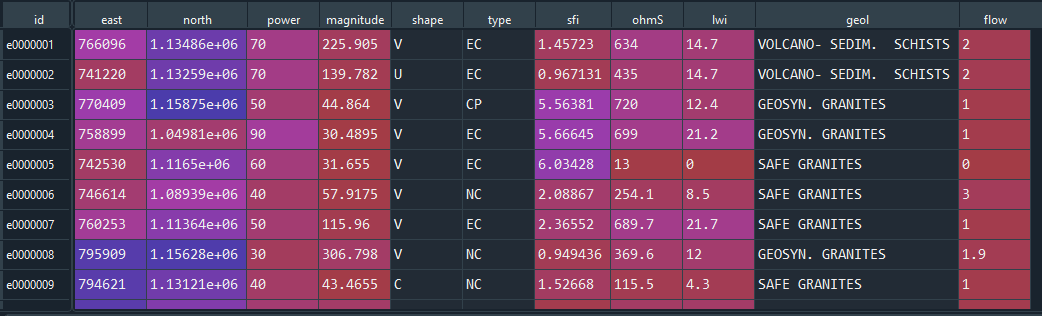 id east north power magnitude shape type sfi ohmS lwi geol flow
e0000001 766096 1.13486e+06 70 225.905 V EC 1.45723 634 14.7 VOLCANO- SEDIM.  SCHISTS 2
e0000002 741220 1.13259e+06 70 139.782 U EC 0.967131 435 14.7 VOLCANO- SEDIM.  SCHISTS 2
e0000003 770409 1.15875e+06 50 44.864 V CP 5.56381 720 12.4 GEOSYN. GRANITES 1
e0000004 758899 1.04981e+06 90 30.4895 V EC 5.66645 699 21.2 GEOSYN. GRANITES 1
e0000005 742530 1.1165e+06 60 31.655 V EC 6.03428 13 0 SAFE GRANITES 0
e0000006 746614 1.08939e+06 40 57.9175 V NC 2.08867 254.1 8.5 SAFE GRANITES 3
e0000007 760253 1.11364e+06 50 115.96 V EC 2.36552 689.7 21.7 SAFE GRANITES 1
e0000008 795909 1.15628e+06 30 306.798 V NC 0.949436 369.6 12 GEOSYN. GRANITES 1.9
e0000009 794621 1.13121e+06 40 43.4655 C NC 1.52668 115.5 4.3 SAFE GRANITES 1